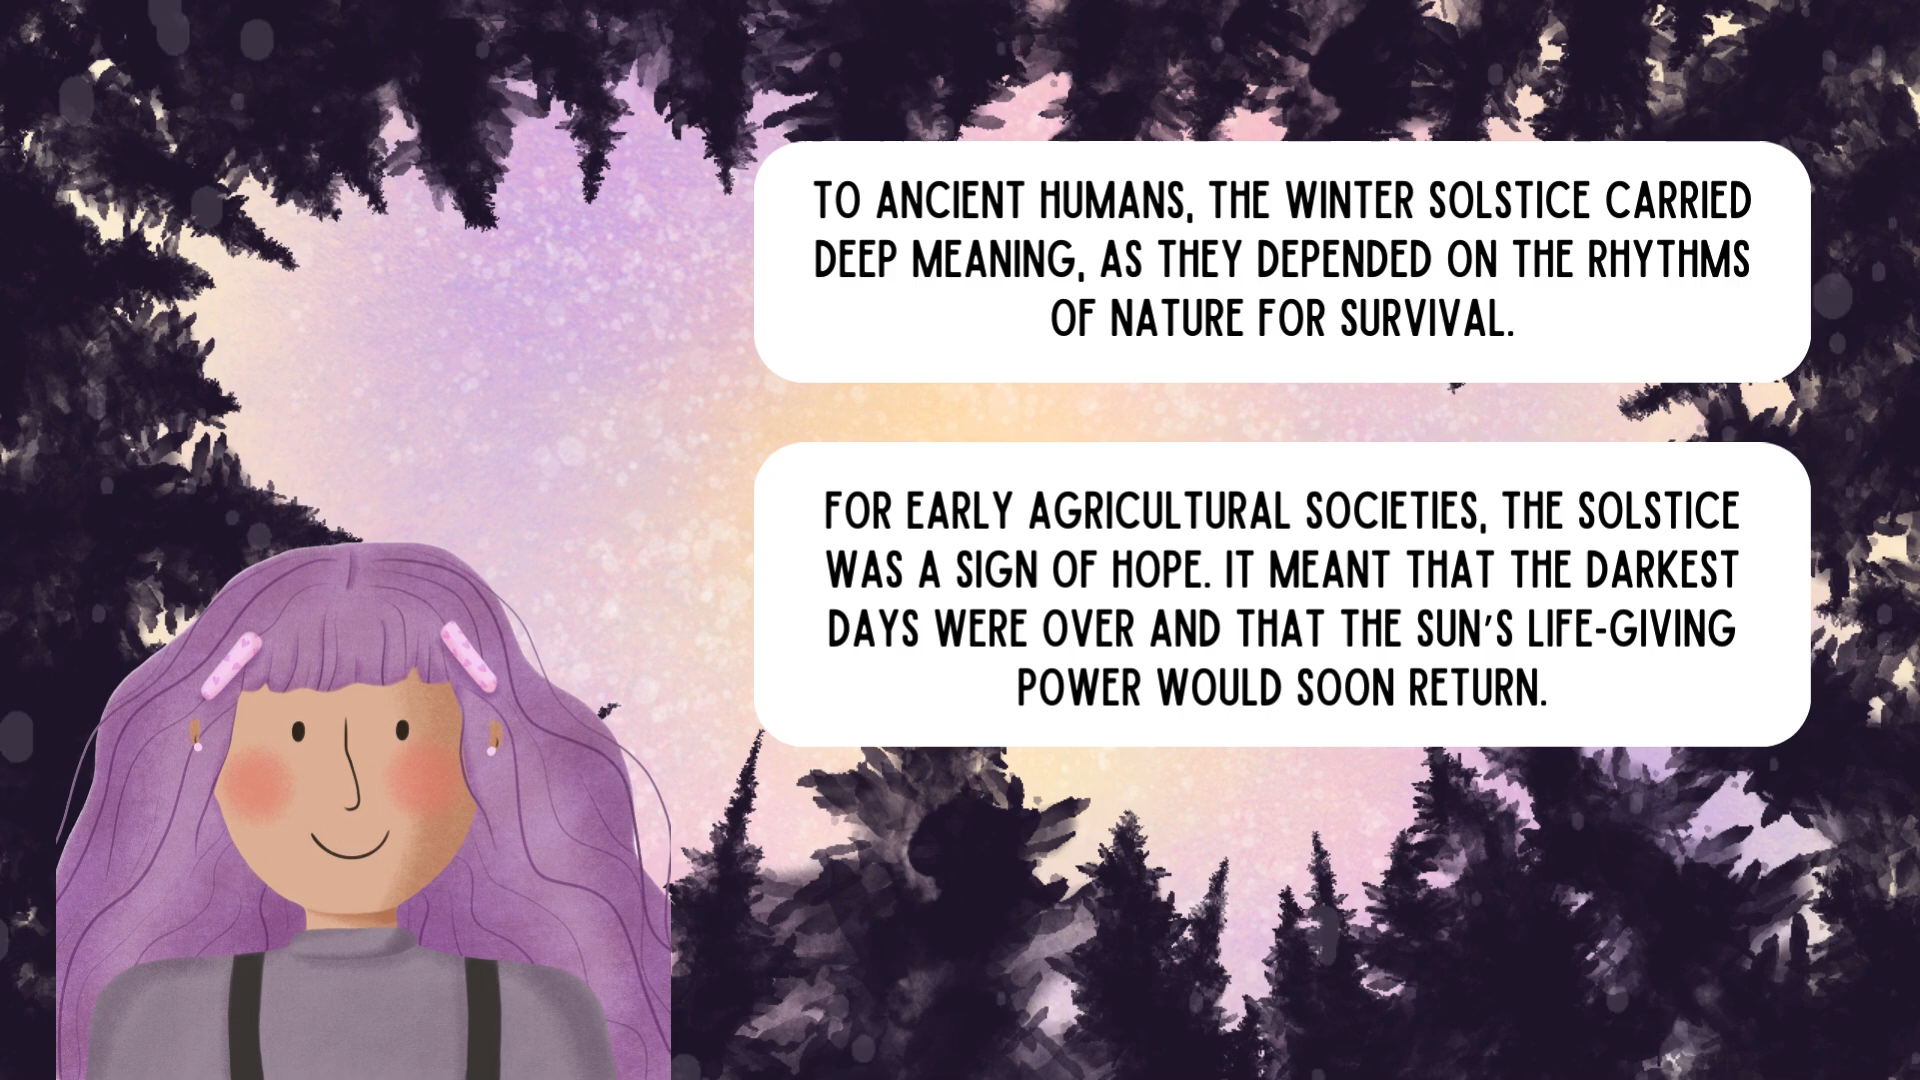 TO ANCIENT HUMANS, THE WINTER SOLSTICE CARRIED
DEEP MEANING, AS THEY DEPENDED ON THE RHYTHMS
OF NATURE FOR SURVIVAL.
FOR EARLY AGRICULTURAL SOCIETIES, THE SOLSTICE
WAS A SIGN OF HOPE. IT MEANT THAT THE DARKEST
DAYS WERE OVER AND THAT THE SUN'S LIFE-GIVING
POWER WOULD SOON RETURN.